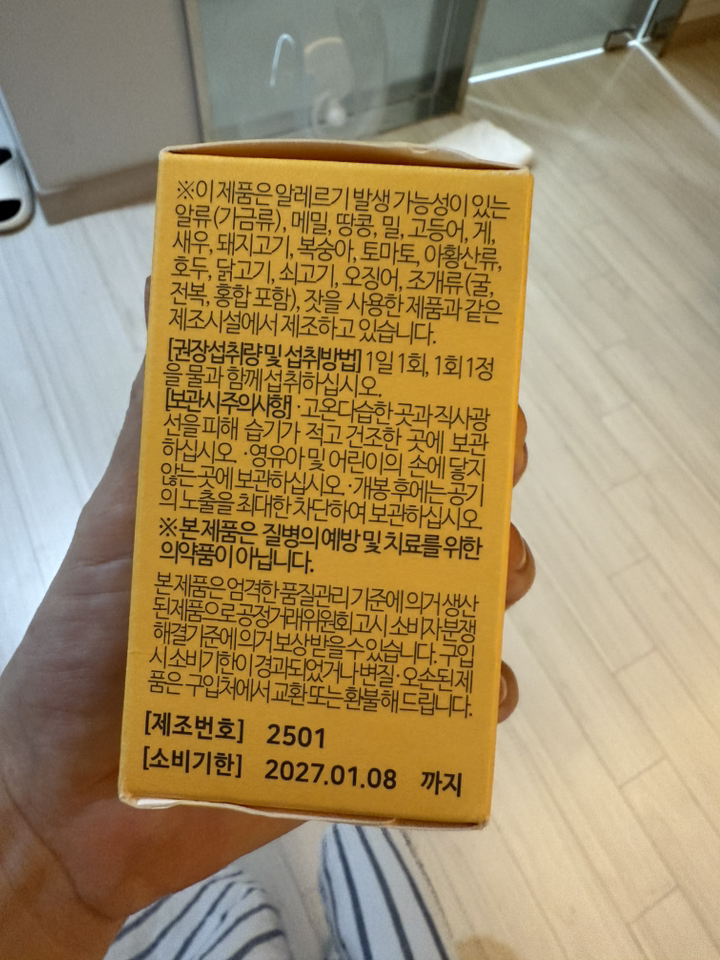 ※이 제품은 알레르기 발생 가능성이 있는
알류(가금류), 메밀, 땅콩, 밀, 고등어, 게,
새우, 돼지고기, 복숭아, 토마토, 아황산류,
호두, 닭고기, 쇠고기, 오징어, 조개류(굴,
전복, 홍합 포함), 잣을 사용한 제품과 같은
제조시설에서 제조하고 있습니다.
[권장섭취량 및 섭취방법] 1일 1회, 1회 1정
을 물과 함께 섭취하십시오.
[보관 시 주의사항] ·고온다습한 곳과 직사광
선을 피해 습기가 적고 건조한 곳에 보관
하십시오. ·영유아 및 어린이의 손에 닿지
않는 곳에 보관하십시오. ·개봉 후에는 공기
의 노출을 최대한 차단하여 보관하십시오.
※본 제품은 질병의 예방 및 치료를 위한
의약품이 아닙니다.
본 제품은 엄격한 품질관리 기준에 의거 생산
된 제품으로 공정거래위원회 고시 소비자분쟁
해결기준에 의거 보상 받을 수 있습니다. 구입
시 소비기한이 경과되었거나 변질·오손된 제
품은 구입처에서 교환 또는 환불해 드립니다.
[제조번호] 2501
[소비기한] 2027.01.08 까지